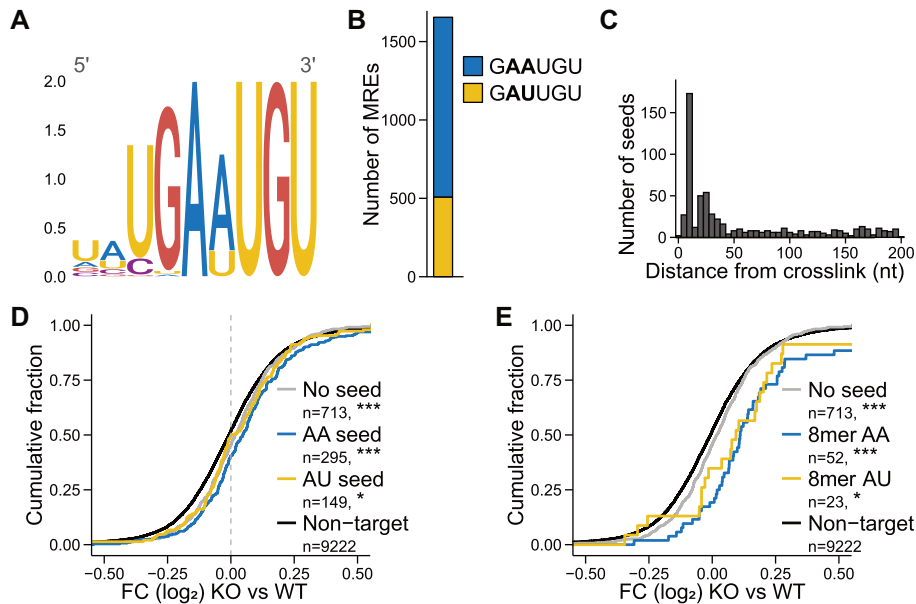 A
5'
3'
2.0
1.5
1.0
0.5
0.0
UGAAUGU
B
Number of MREs
1500
1000
500
0
GAAUGU
GAUUGU
C
Number of seeds
150
100
50
0
0 50 100 150 200
Distance from crosslink (nt)
D
Cumulative fraction
1.00
0.75
0.50
0.25
0.00
No seed
n=713, ***
AA seed
n=295, ***
AU seed
n=149, *
Non-target
n=9222
−0.50 −0.25 0.00 0.25 0.50
FC (log₂) KO vs WT
E
Cumulative fraction
1.00
0.75
0.50
0.25
0.00
No seed
n=713, ***
8mer AA
n=52, ***
8mer AU
n=23, *
Non-target
n=9222
−0.50 −0.25 0.00 0.25 0.50
FC (log₂) KO vs WT